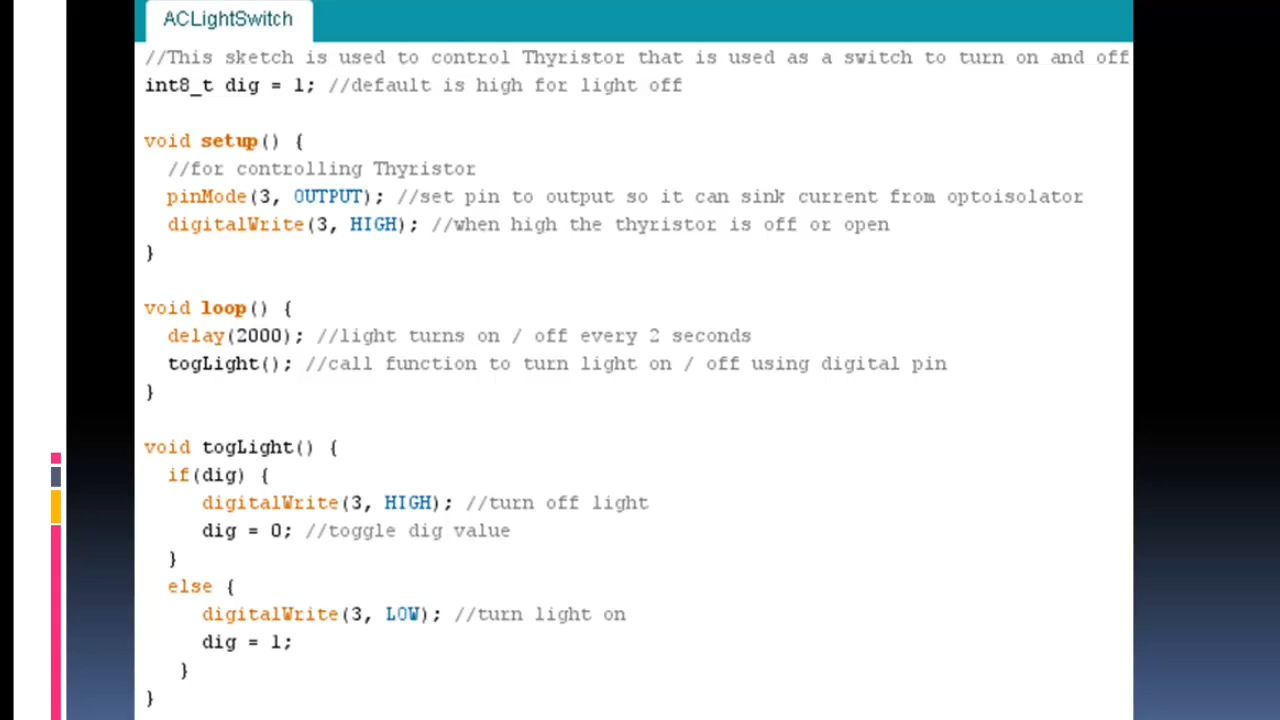 ACLightSwitch
//This sketch is used to control Thyristor that is used as a switch to turn on and off
int8_t dig = 1; //default is high for light off
void setup() {
//for controlling Thyristor
pinMode(3, OUTPUT); //set pin to output so it can sink current from optoisolator
digitalWrite(3, HIGH); //when high the thyristor is off or open
}
void loop() {
delay(2000); //light turns on / off every 2 seconds
togLight(); //call function to turn light on / off using digital pin
}
void togLight() {
if(dig) {
digitalWrite(3, HIGH); //turn off light
dig = 0; //toggle dig value
}
else {
digitalWrite(3, LOW); //turn light on
dig = 1;
}
}